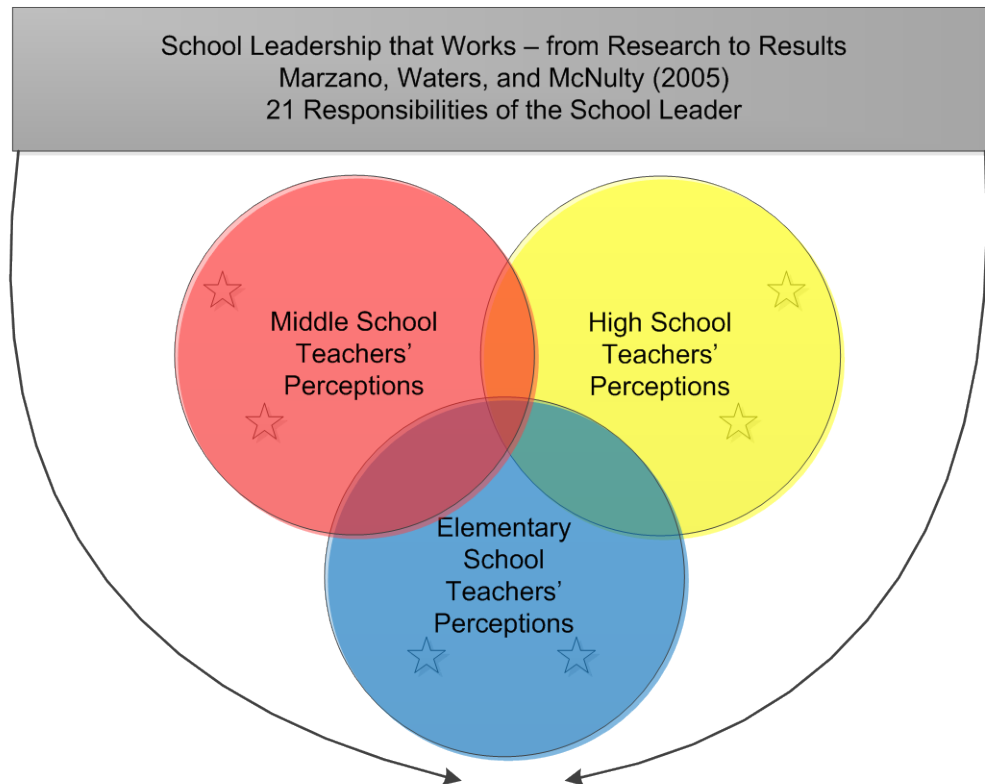 School Leadership that Works – from Research to Results
Marzano, Waters, and McNulty (2005)
21 Responsibilities of the School Leader
Middle School
Teachers’
Perceptions
High School
Teachers’
Perceptions
Elementary
School
Teachers’
Perceptions